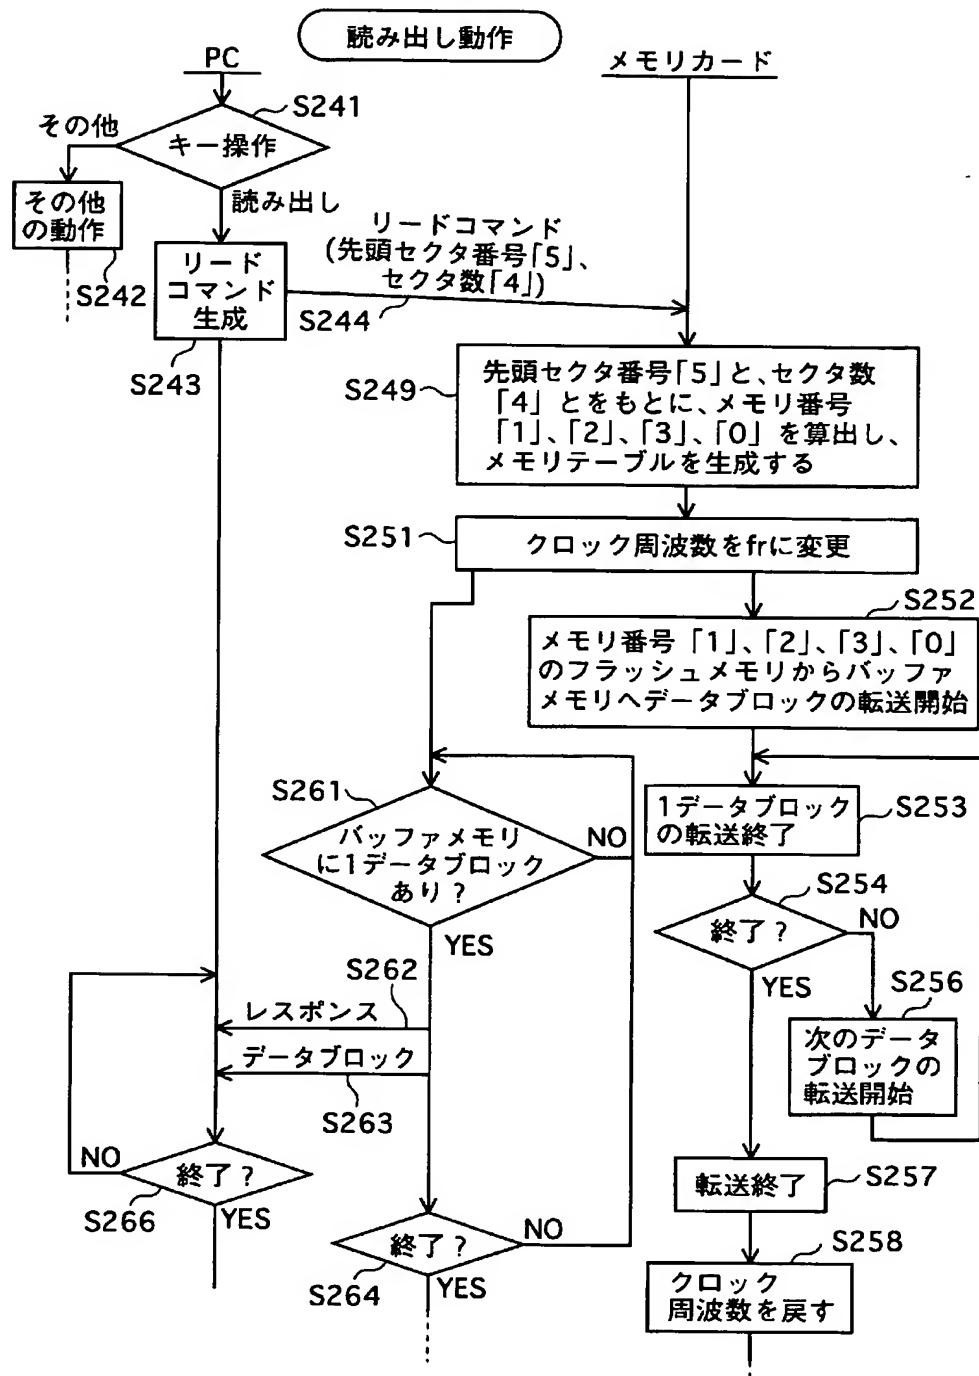 読み出し動作
PC
メモリカード
S241
その他
キー操作
その他
の動作
読み出し
S242
リード
コマンド
生成
S243
リードコマンド
(先頭セクタ番号「5」、
セクタ数「4」)
S244
S249
先頭セクタ番号「5」と、セクタ数
「4」とをもとに、メモリ番号
「1」、「2」、「3」、「0」を算出し、
メモリテーブルを生成する
S251
クロック周波数をfrに変更
S252
メモリ番号「1」、「2」、「3」、「0」
のフラッシュメモリからバッファ
メモリへデータブロックの転送開始
S261
バッファメモリ
に1データブロック
あり?
NO
YES
1データブロック
の転送終了
S253
S254
終了?
NO
YES
S256
次のデータ
ブロックの
転送開始
S262
レスポンス
データブロック
S263
NO
終了?
S266
YES
終了?
NO
S264
YES
転送終了
S257
S258
クロック
周波数を戻す